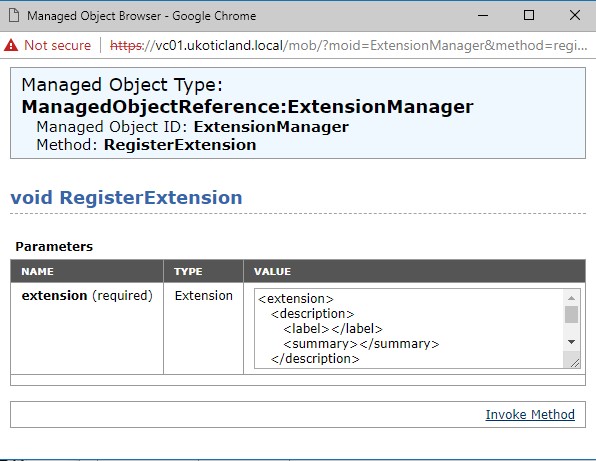 Managed Object Browser - Google Chrome
Not secure | https://vc01.ukoticland.local/mob/?moid=ExtensionManager&method=regi...
Managed Object Type:
ManagedObjectReference:ExtensionManager
Managed Object ID: ExtensionManager
Method: RegisterExtension
void RegisterExtension
Parameters
NAME TYPE VALUE
extension (required) Extension <extension>
<description>
<label></label>
<summary></summary>
</description>
Invoke Method